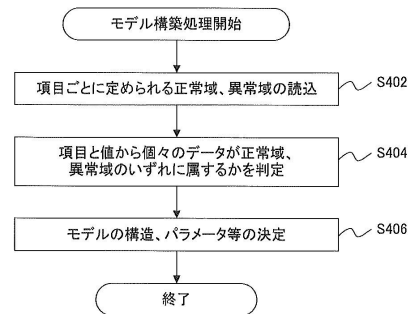 モデル構築処理開始
項目ごとに定められる正常域、異常域の読込
S402
項目と値から個々のデータが正常域、
異常域のいずれに属するかを判定
S404
モデルの構造、パラメータ等の決定
S406
終了